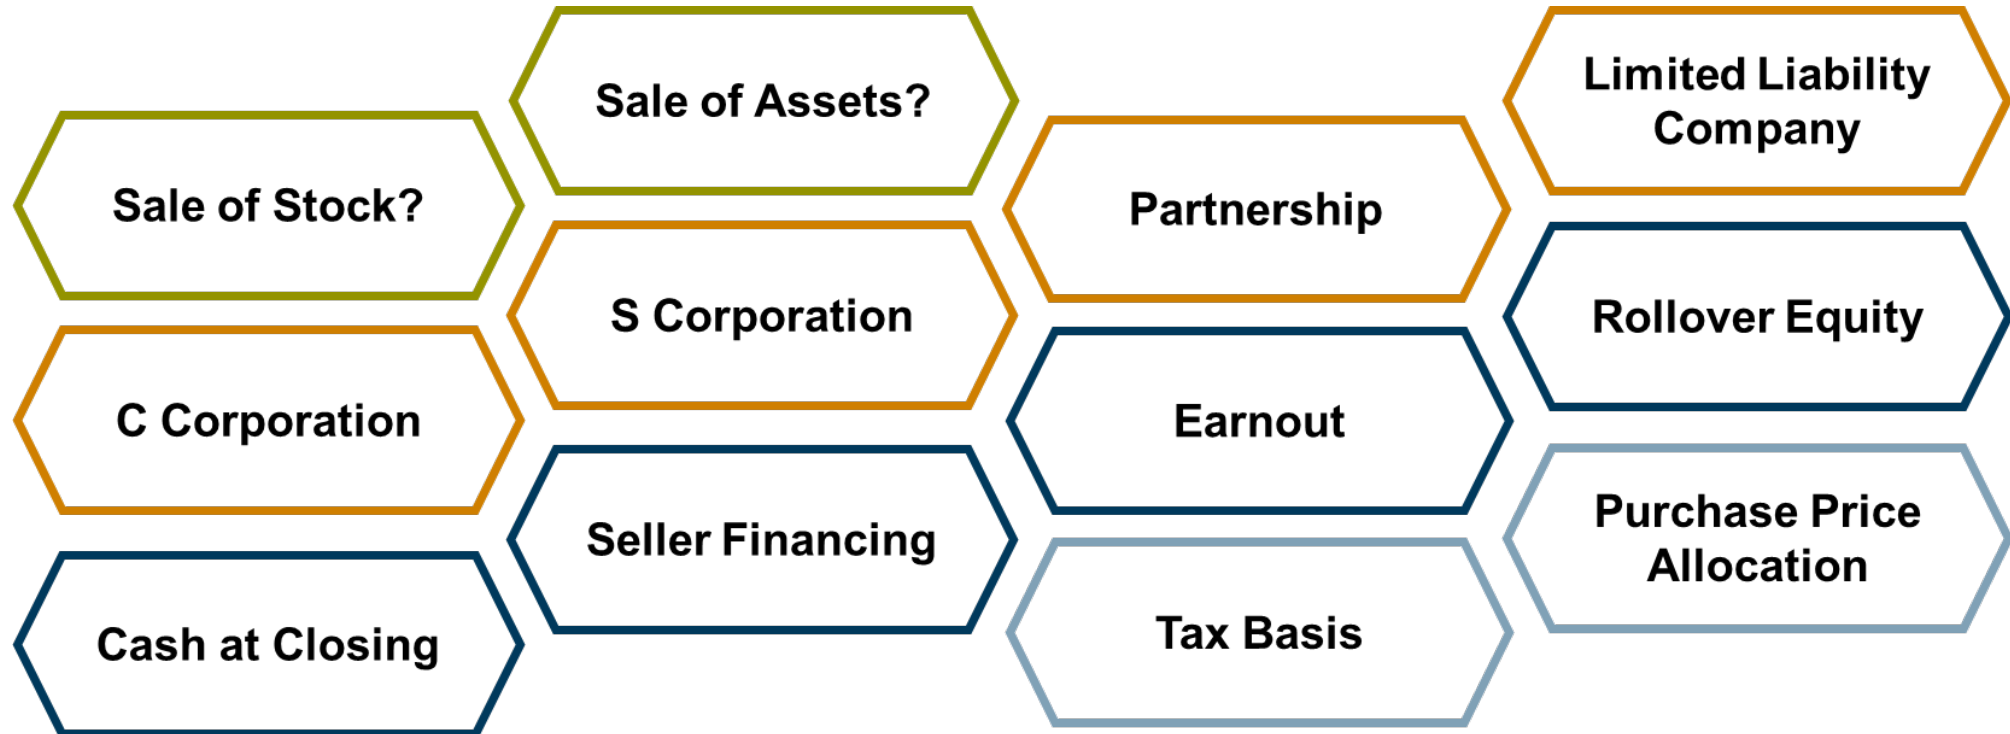 Sale of Stock?
C Corporation
Cash at Closing
Sale of Assets?
S Corporation
Seller Financing
Partnership
Earnout
Tax Basis
Limited Liability
Company
Rollover Equity
Purchase Price
Allocation